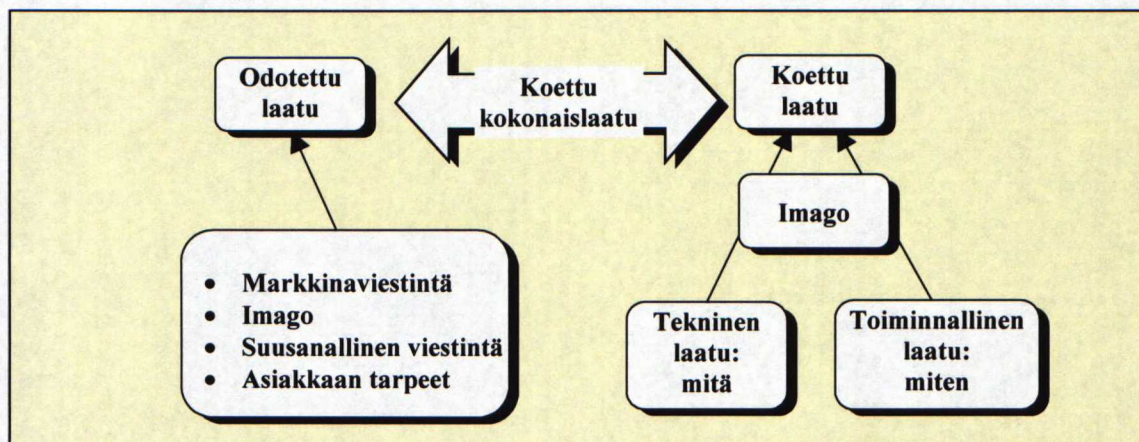 Odotettu
laatu
Koettu
kokonaislaatu
Koettu
laatu
Imago
• Markkinaviestintä
• Imago
• Suusanallinen viestintä
• Asiakkaan tarpeet
Tekninen
laatu:
mitä
Toiminnallinen
laatu:
miten